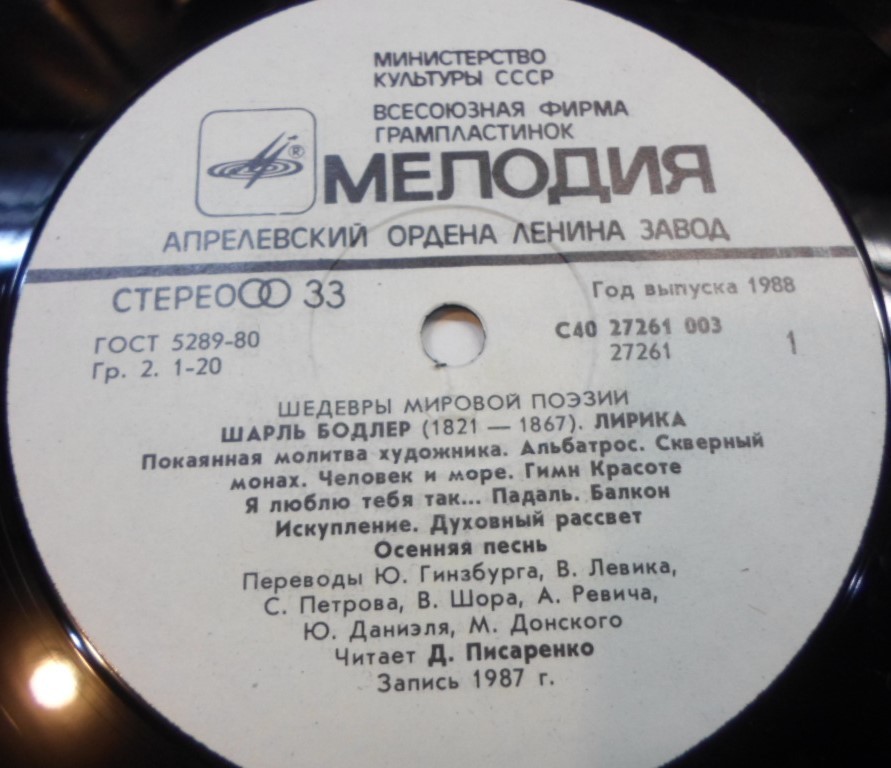 МИНИСТЕРСТВО
КУЛЬТУРЫ СССР
ВСЕСОЮЗНАЯ ФИРМА
ГРАМПЛАСТИНОК
®
МЕЛОДИЯ
АПРЕЛЕВСКИЙ ОРДЕНА ЛЕНИНА ЗАВОД
СТЕРЕО 33
Год выпуска 1988
ГОСТ 5289-80
С40 27261 003
Гр. 2. 1-20
27261
1
ШЕДЕВРЫ МИРОВОЙ ПОЭЗИИ
ШАРЛЬ БОДЛЕР (1821 — 1867). ЛИРИКА
Покаянная молитва художника. Альбатрос. Скверный
монах. Человек и море. Гимн Красоте
Я люблю тебя так... Падаль. Балкон
Искупление. Духовный рассвет
Осенняя песнь
Переводы Ю. Гинзбурга, В. Левика,
С. Петрова, В. Шора, А. Ревича,
Ю. Даниэля, М. Донского
Читает Д. Писаренко
Запись 1987 г.